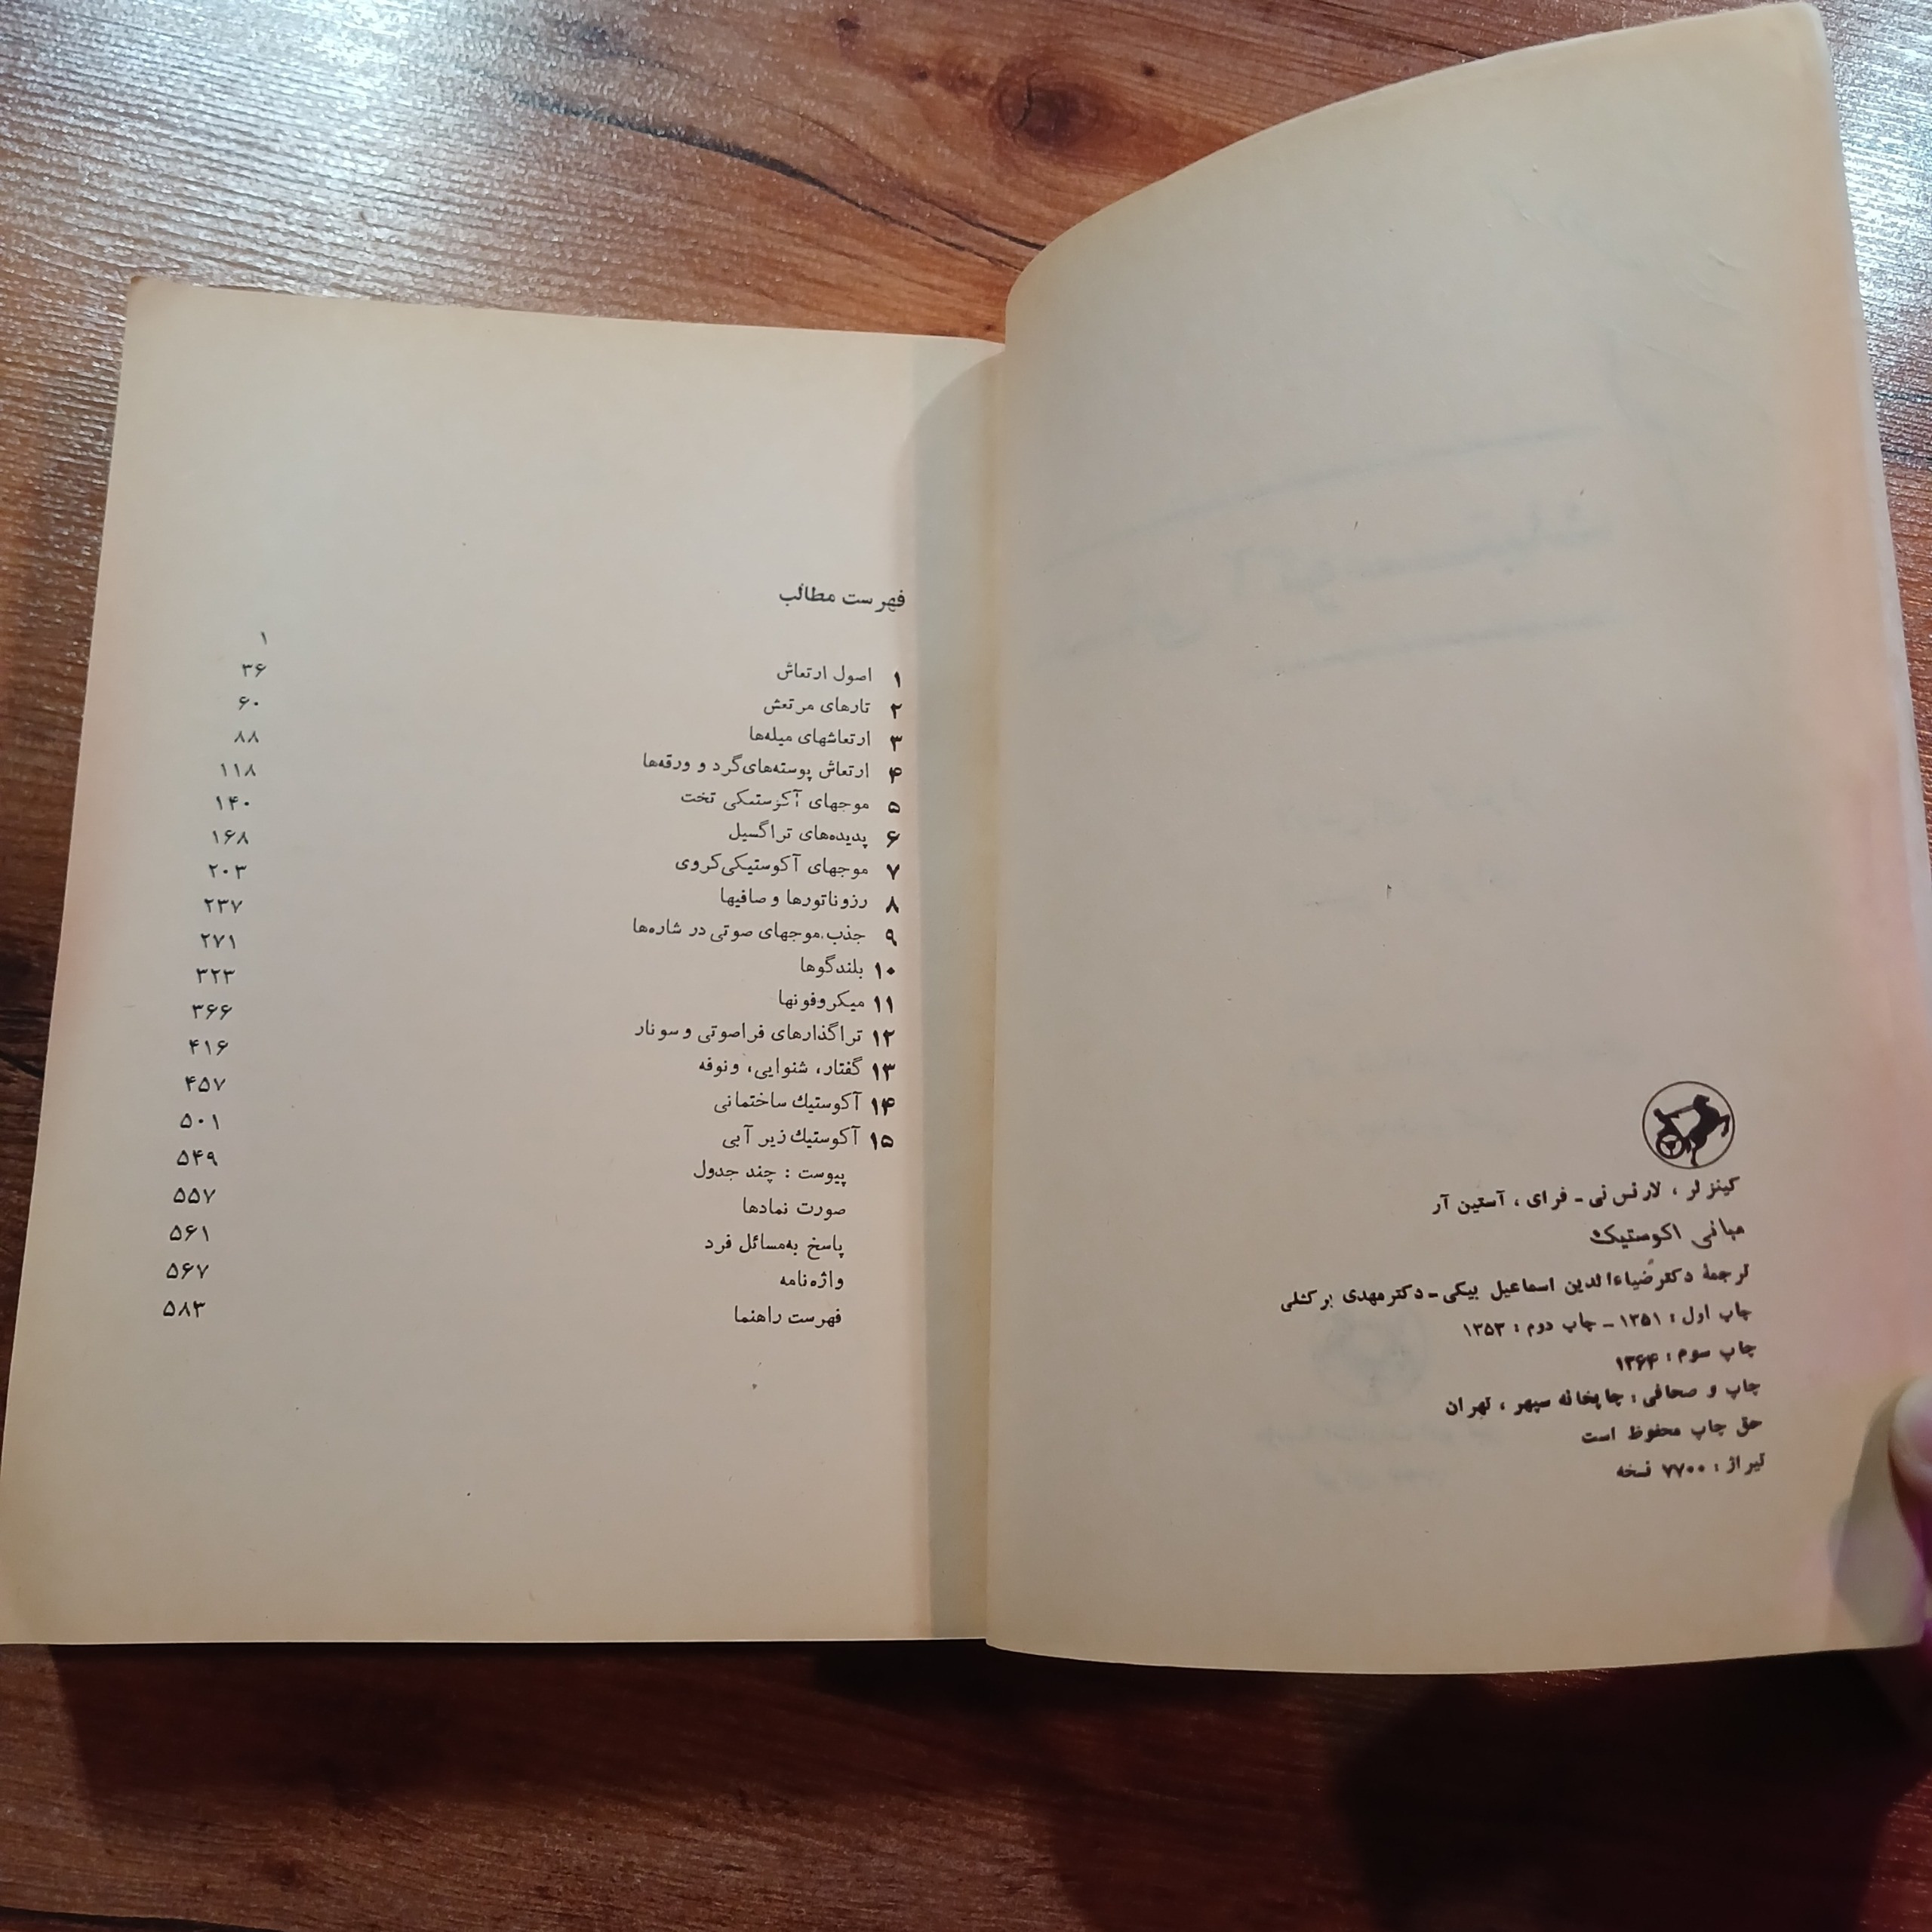 کینزلر، لارنس نی - فرای، آستین آر
مبانی اکوستیک
ترجمهٔ دکتر ضیاءالدین اسماعیل بیکی - دکتر مهدی برکشلی
چاپ اول: ۱۳۵۱ - چاپ دوم: ۱۳۵۳
چاپ سوم: ۱۳۶۴
چاپ و صحافی: چاپخانه سپهر، تهران
حق چاپ محفوظ است
تیراژ: ۷۷۰۰ نسخه
فهرست مطالب
۱ اصول ارتعاش ۱
۲ تارهای مرتعش ۳۶
۳ ارتعاشهای میله‌ها ۶۰
۴ ارتعاش پوسته‌های گرد و ورقه‌ها ۸۸
۵ موجهای آکوستیکی تخت ۱۱۸
۶ پدیده‌های تراگسیل ۱۴۰
۷ موجهای آکوستیکی کروی ۱۶۸
۸ رزوناتورها و صافیها ۲۰۳
۹ جذب موجهای صوتی در شاره‌ها ۲۳۷
۱۰ بلندگوها ۲۷۱
۱۱ میکروفونها ۳۲۳
۱۲ تراگذارهای فراصوتی و سونار ۳۶۶
۱۳ گفتار، شنوایی، ونوفه ۴۱۶
۱۴ آکوستیك ساختمانی ۴۵۷
۱۵ آکوستیك زیر آبی ۵۰۱
پیوست: چند جدول ۵۴۹
صورت نمادها ۵۵۷
پاسخ به‌مسائل فرد ۵۶۱
واژه‌نامه ۵۶۷
فهرست راهنما ۵۸۳